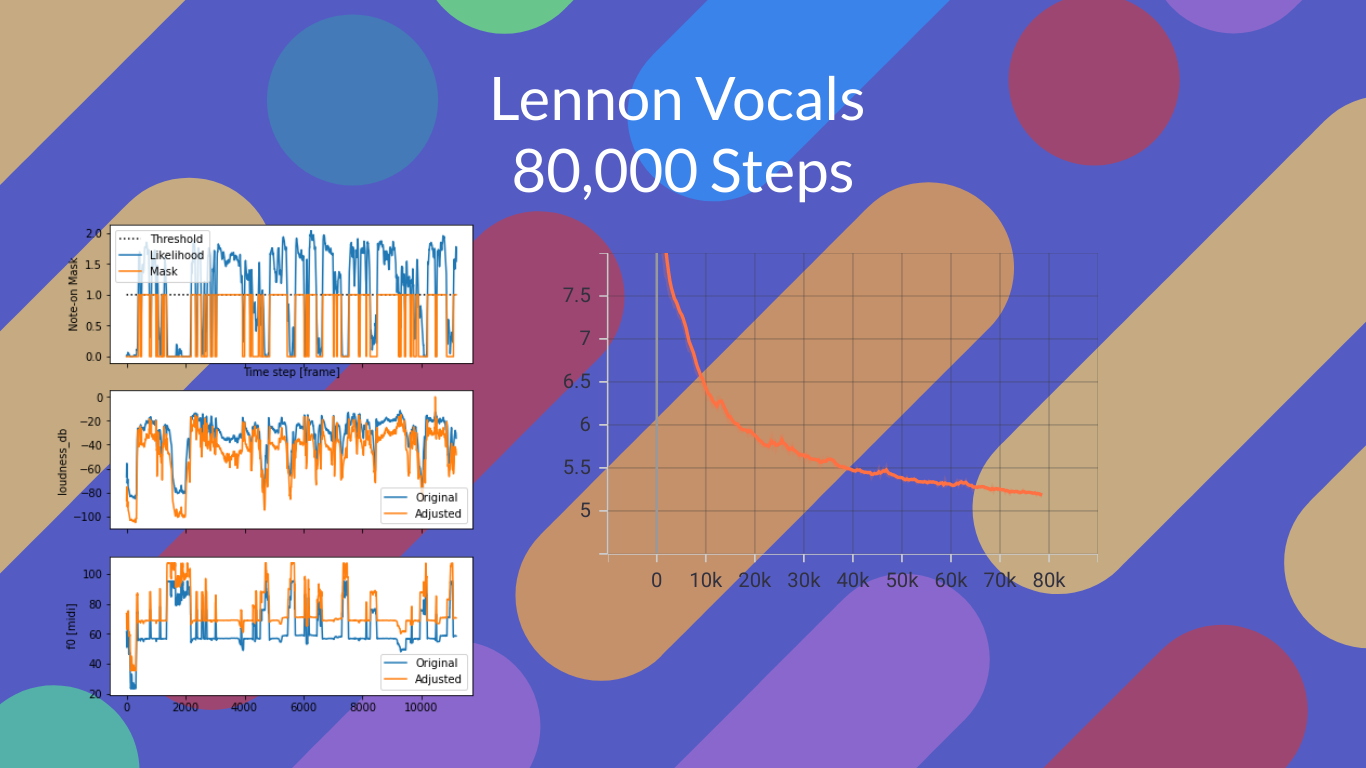 Lennon Vocals
80,000 Steps
Threshold
Likelihood
Mask
Note-on Mask
2.0
1.5
1.0
0.5
0.0
Time step [frame]
loudness_db
0
−20
−40
−60
−80
−100
Original
Adjusted
f0 [midi]
100
80
60
40
20
Original
Adjusted
0 2000 4000 6000 8000 10000
7.5
7
6.5
6
5.5
5
0 10k 20k 30k 40k 50k 60k 70k 80k